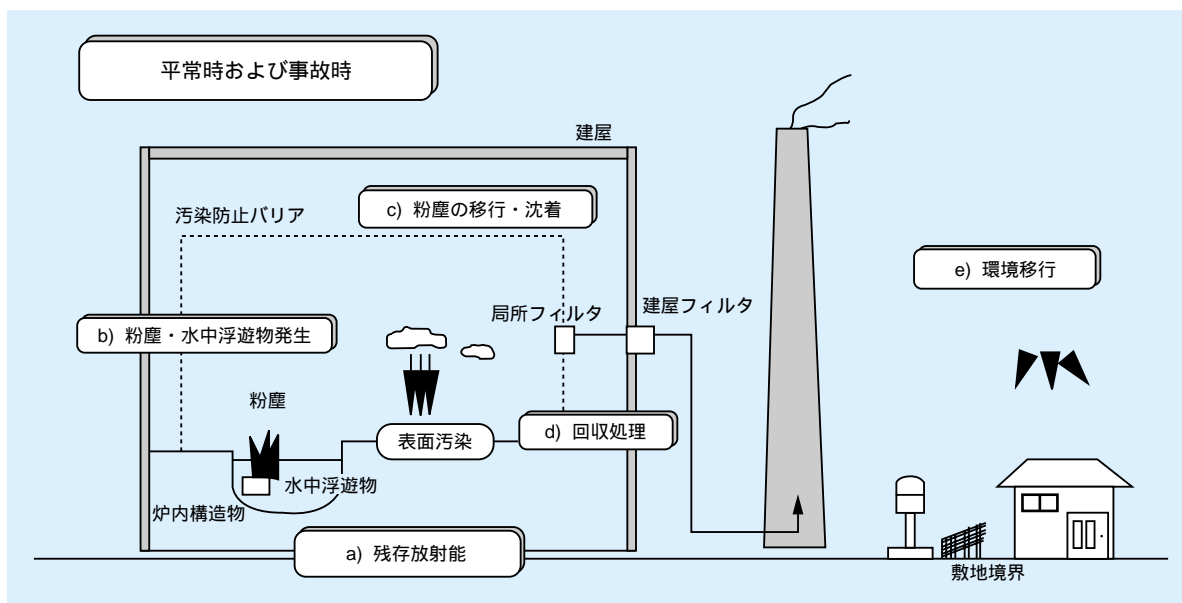 平常時および事故時
建屋
c) 粉塵の移行・沈着
汚染防止バリア
e) 環境移行
局所フィルタ
建屋フィルタ
b) 粉塵・水中浮遊物発生
粉塵
表面汚染
d) 回収処理
水中浮遊物
炉内構造物
a) 残存放射能
敷地境界